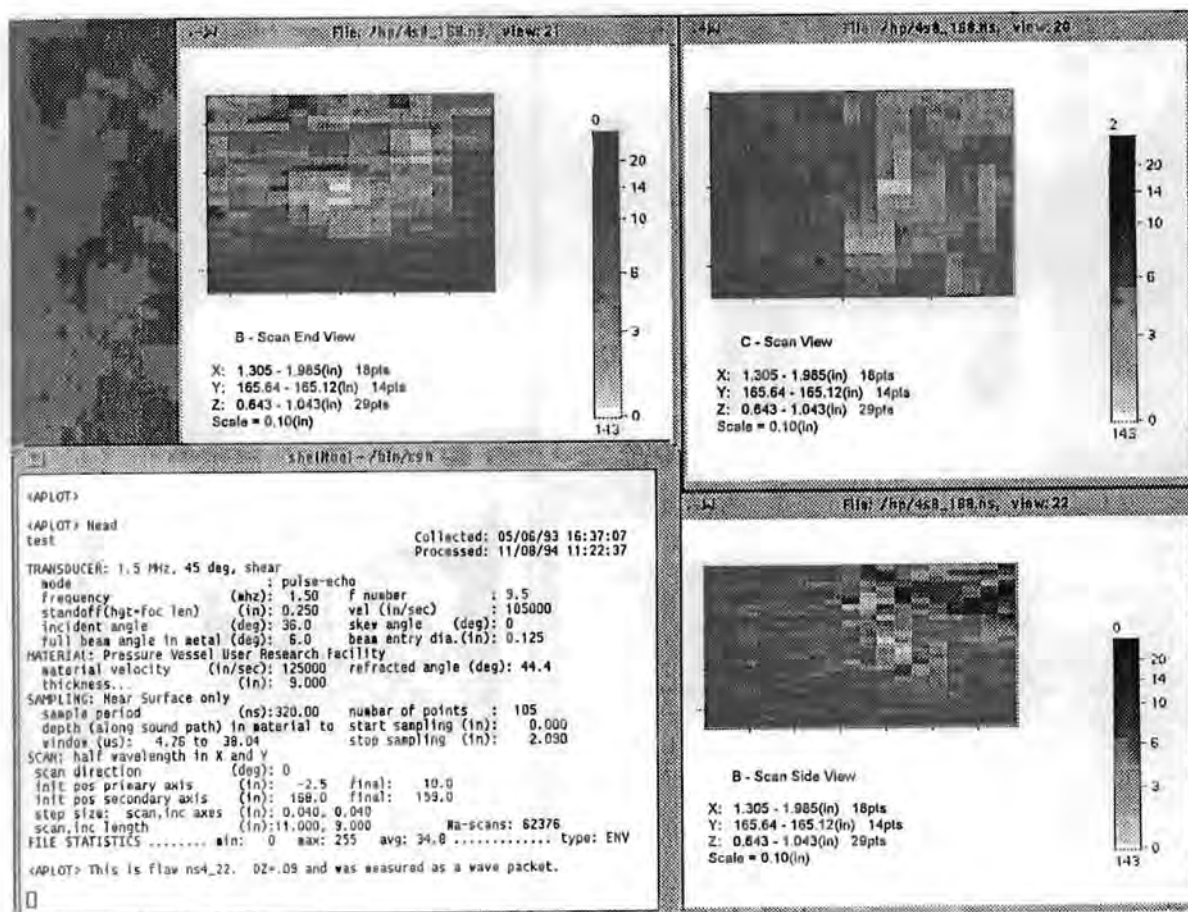 File: /hp/4s8_188.ns, view:21
0
20
14
10
6
3
0
143
B - Scan End View
X: 1.305 - 1.985(in) 18pts
Y: 165.64 - 165.12(in) 14pts
Z: 0.643 - 1.043(in) 29pts
Scale = 0.10(in)
File: /hp/4s8_188.ns, view:20
2
20
14
10
6
3
0
143
C - Scan View
X: 1.305 - 1.985(in) 18pts
Y: 165.64 - 165.12(in) 14pts
Z: 0.643 - 1.043(in) 29pts
Scale = 0.10(in)
shelltool - /bin/csh
<APLOT>
<APLOT> Head
test
Collected: 05/06/93 16:37:07
Processed: 11/08/94 11:22:37
TRANSDUCER: 1.5 MHz, 45 deg, shear
mode : pulse-echo
frequency (mhz): 1.50 f number : 9.5
standoff(hgt-foc len) (in): 0.250 vel (in/sec) : 105000
incident angle (deg): 36.0 skew angle (deg): 0
full beam angle in metal (deg): 6.0 beam entry dia.(in): 0.125
MATERIAL: Pressure Vessel User Research Facility
material velocity (in/sec): 125000 refracted angle (deg): 44.4
thickness... (in): 9.000
SAMPLING: Near Surface only
sample period (ns):320.00 number of points : 105
depth (along sound path) in material to start sampling (in): 0.000
window (us): 4.76 to 38.04 stop sampling (in): 2.090
SCAN: half wavelength in X and Y
scan direction (deg): 0
init pos primary axis (in): -2.5 final: 10.0
init pos secondary axis (in): 168.0 final: 159.0
step size: scan,inc axes (in): 0.040, 0.040
scan,inc length (in):11.000, 9.000 Na-scans: 62376
FILE STATISTICS ........ min: 0 max: 255 avg: 34.8 ............. type: ENV
<APLOT> This is flaw ns4_22. DZ=.09 and was measured as a wave packet.
File: /hp/4s8_188.ns, view:22
0
20
14
10
6
3
0
143
B - Scan Side View
X: 1.305 - 1.985(in) 18pts
Y: 165.64 - 165.12(in) 14pts
Z: 0.643 - 1.043(in) 29pts
Scale = 0.10(in)